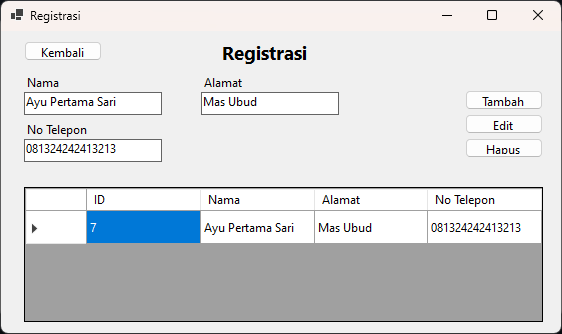 Registrasi
Kembali
Registrasi
Nama
Alamat
Ayu Pertama Sari
Mas Ubud
Tambah
No Telepon
Edit
081324242413213
Hapus
ID Nama Alamat No Telepon
7 Ayu Pertama Sari Mas Ubud 081324242413213